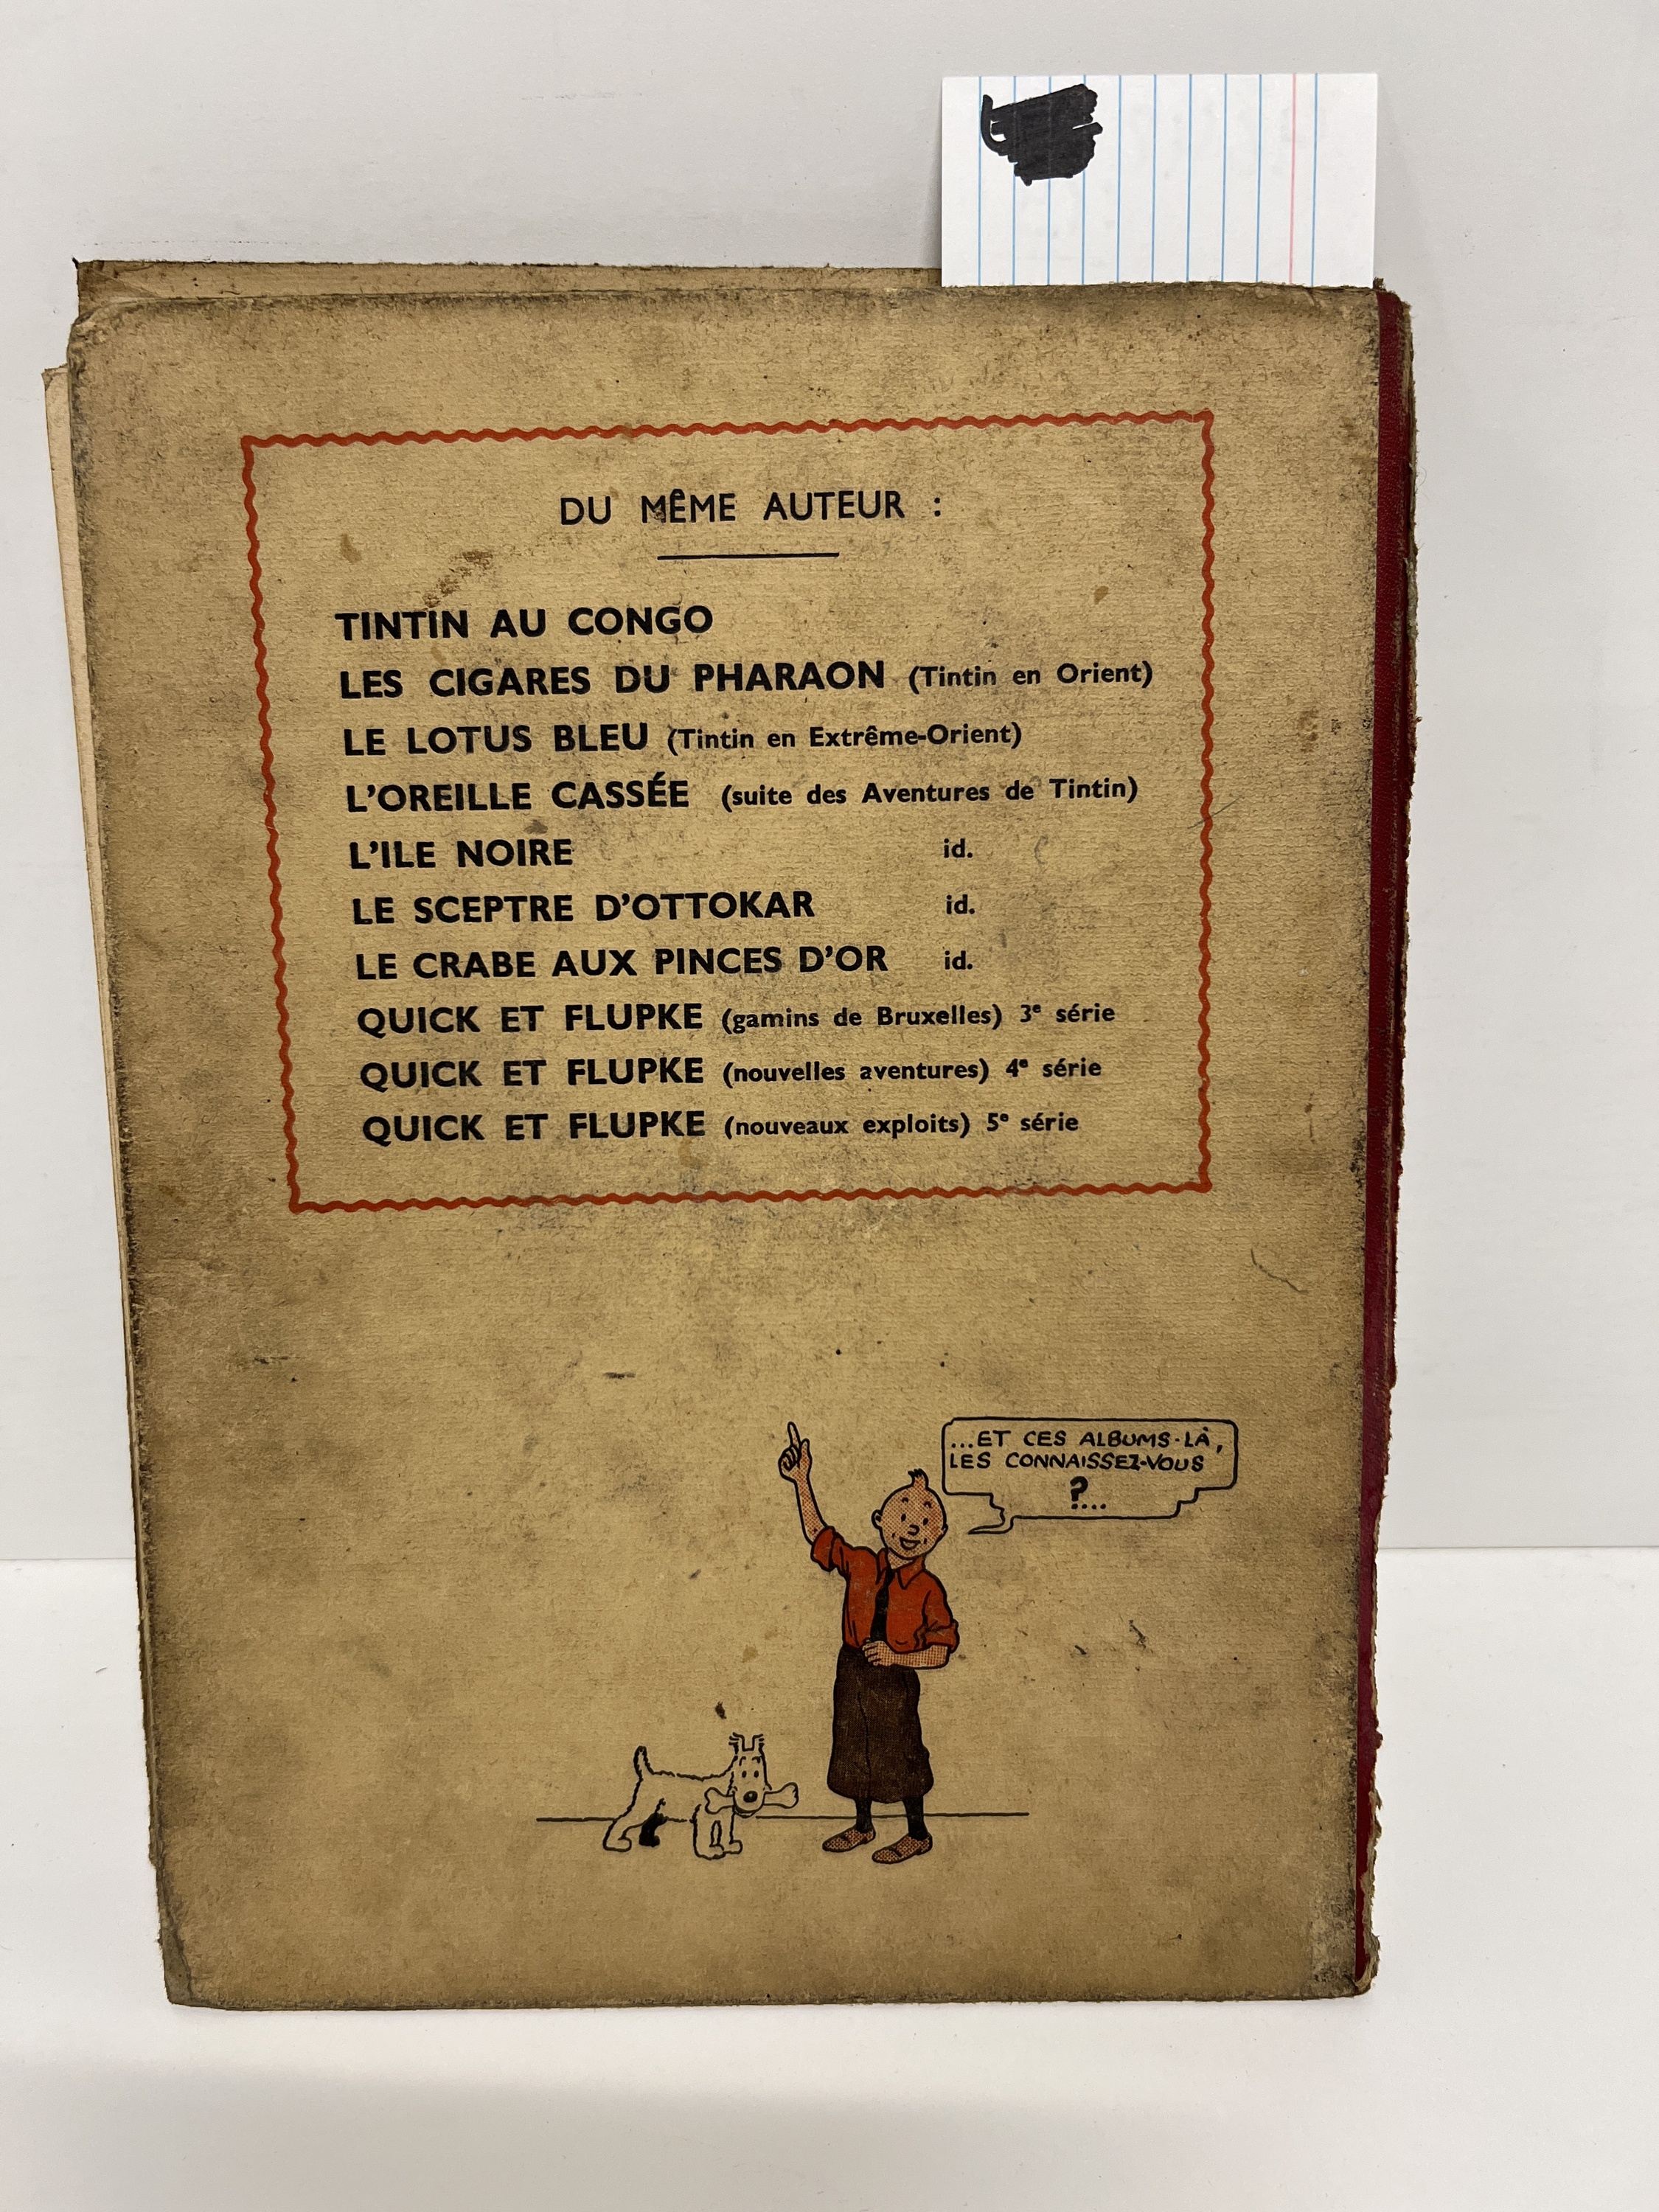 DU MÊME AUTEUR :
TINTIN AU CONGO
LES CIGARES DU PHARAON (Tintin en Orient)
LE LOTUS BLEU (Tintin en Extrême-Orient)
L'OREILLE CASSÉE (suite des Aventures de Tintin)
L'ILE NOIRE id.
LE SCEPTRE D'OTTOKAR id.
LE CRABE AUX PINCES D'OR id.
QUICK ET FLUPKE (gamins de Bruxelles) 3e série
QUICK ET FLUPKE (nouvelles aventures) 4e série
QUICK ET FLUPKE (nouveaux exploits) 5e série
...ET CES ALBUMS-LÀ,
LES CONNAISSEZ-VOUS
?...